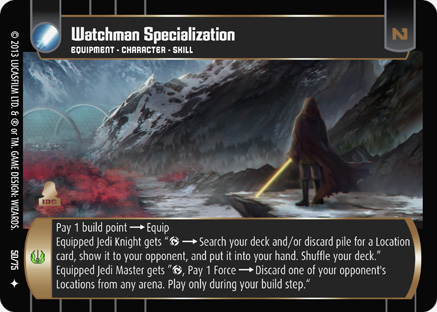 Watchman Specialization
N
EQUIPMENT - CHARACTER - SKILL
© 2013 LUCASFILM LTD. & ® or TM. GAME DESIGN: WIZARDS.
50/75
Pay 1 build point → Equip
Equipped Jedi Knight gets “ → Search your deck and/or discard pile for a Location
card, show it to your opponent, and put it into your hand. Shuffle your deck.”
Equipped Jedi Master gets “, Pay 1 Force → Discard one of your opponent's
Locations from any arena. Play only during your build step.“